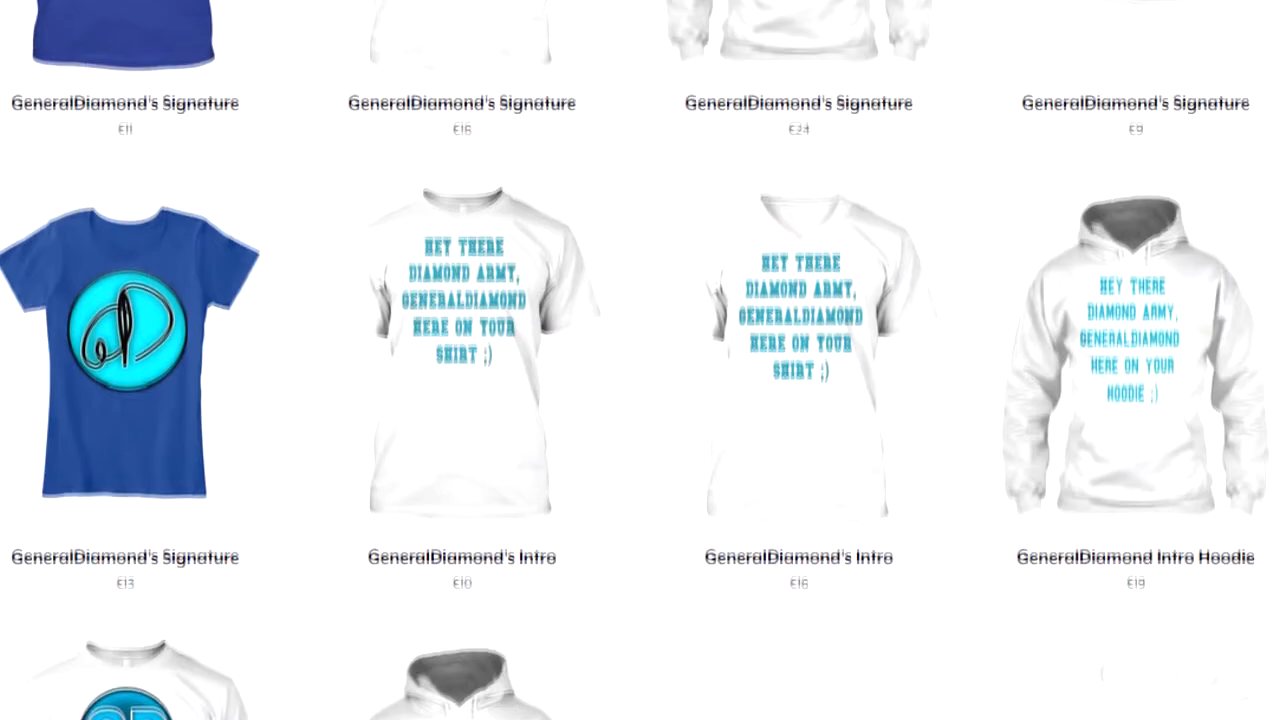 GeneralDiamond's Signature
GeneralDiamond's Signature
GeneralDiamond's Signature
GeneralDiamond's Signature
£11
£16
£24
£9
HEY THERE
DIAMOND ARMY,
GENERALDIAMOND
HERE ON YOUR
SHIRT ;)
HEY THERE
DIAMOND ARMY,
GENERALDIAMOND
HERE ON YOUR
SHIRT ;)
HEY THERE
DIAMOND ARMY,
GENERALDIAMOND
HERE ON YOUR
HOODIE ;)
GeneralDiamond's Signature
GeneralDiamond's Intro
GeneralDiamond's Intro
GeneralDiamond Intro Hoodie
£13
£10
£16
£19